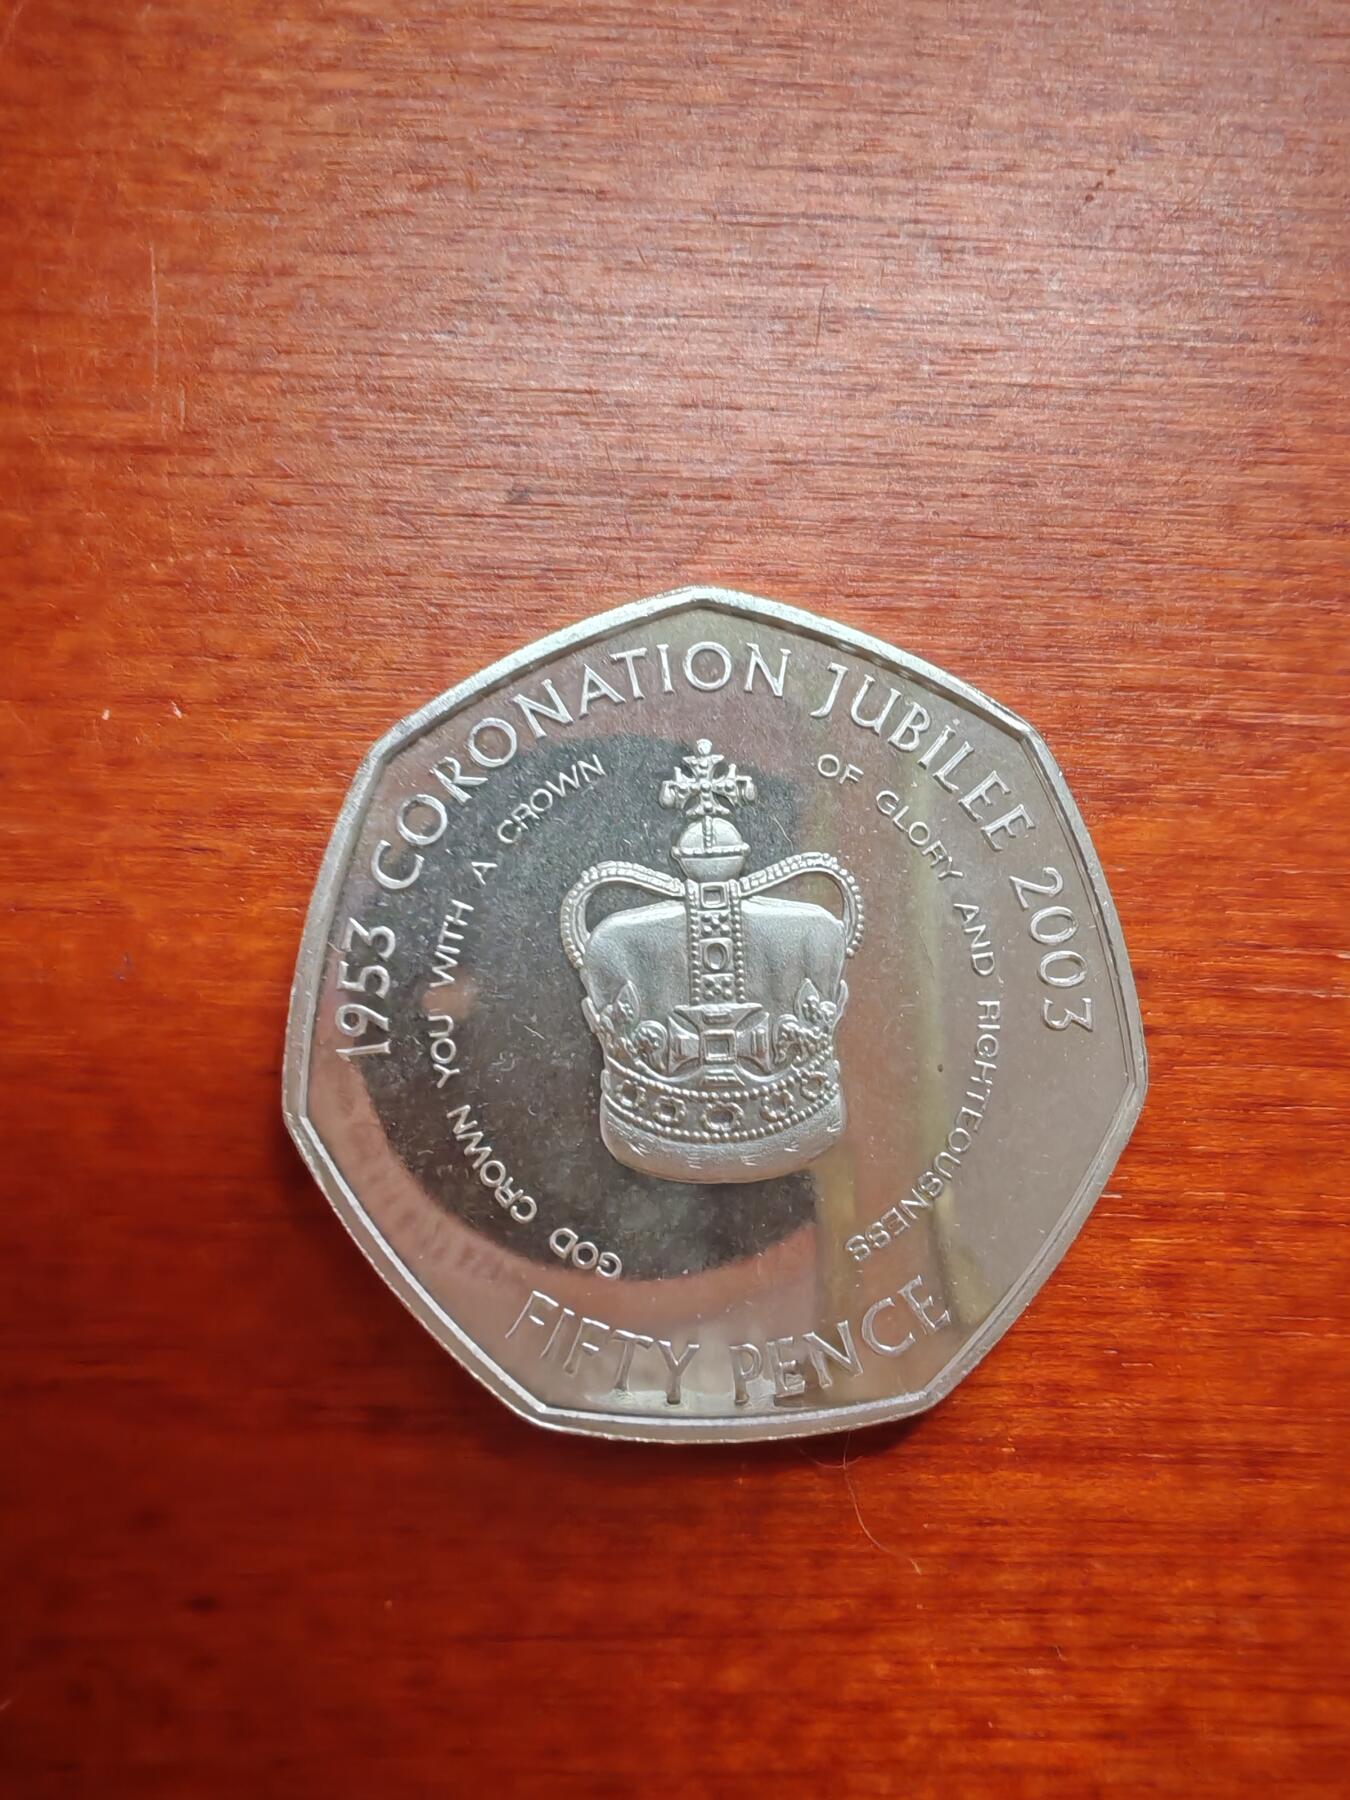 1953 CORONATION JUBILEE 2003
GOD CROWN YOU WITH A CROWN
OF GLORY AND RIGHTEOUSNESS
FIFTY PENCE